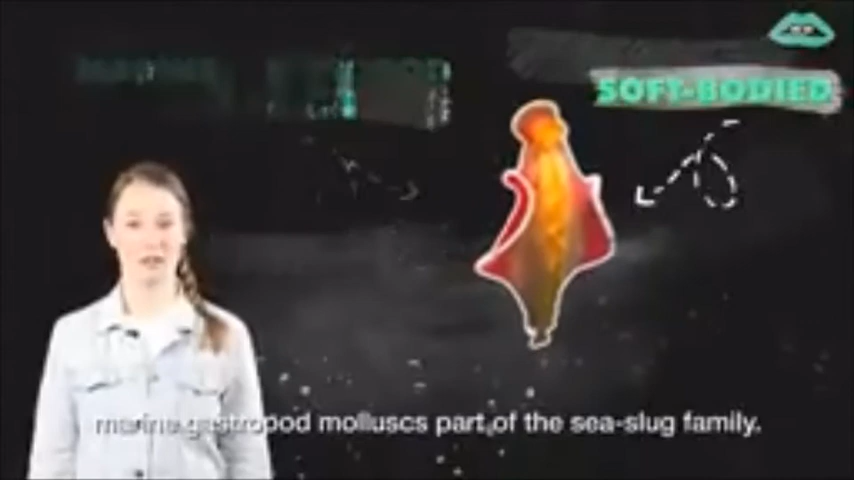 SOFT-BODIED
marine gastropod molluscs part of the sea-slug family.